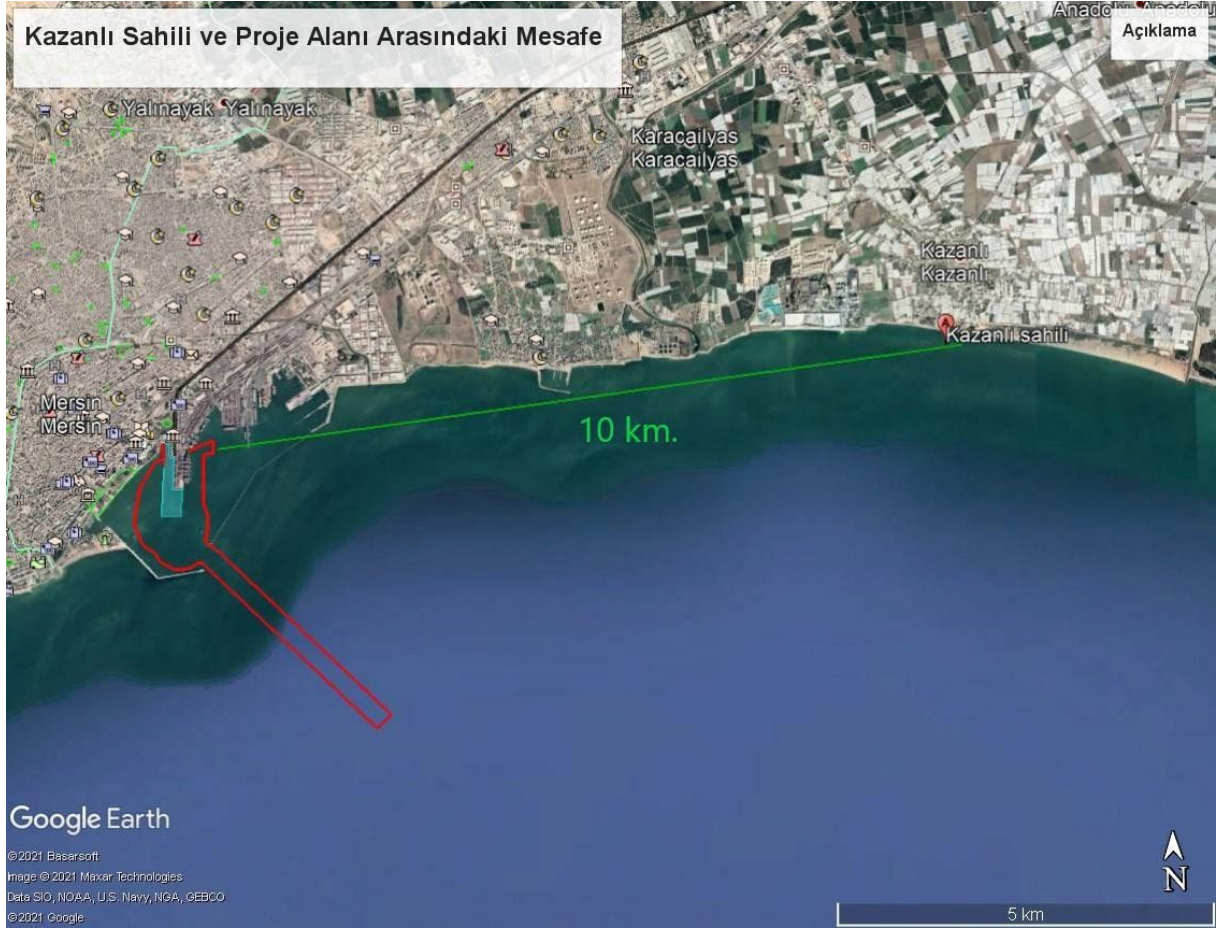 Kazanlı Sahili ve Proje Alanı Arasındaki Mesafe
Anadolu Anadolu
Açıklama
Yalınayak Yalınayak
Karacailyas
Karacailyas
Kazanlı
Kazanlı
Kazanlı sahili
Mersin
Mersin
10 km.
Google Earth
©2021 Basarsoft
Image © 2021 Maxar Technologies
Data SIO, NOAA, U.S. Navy, NGA, GEBCO
©2021 Google
N
5 km